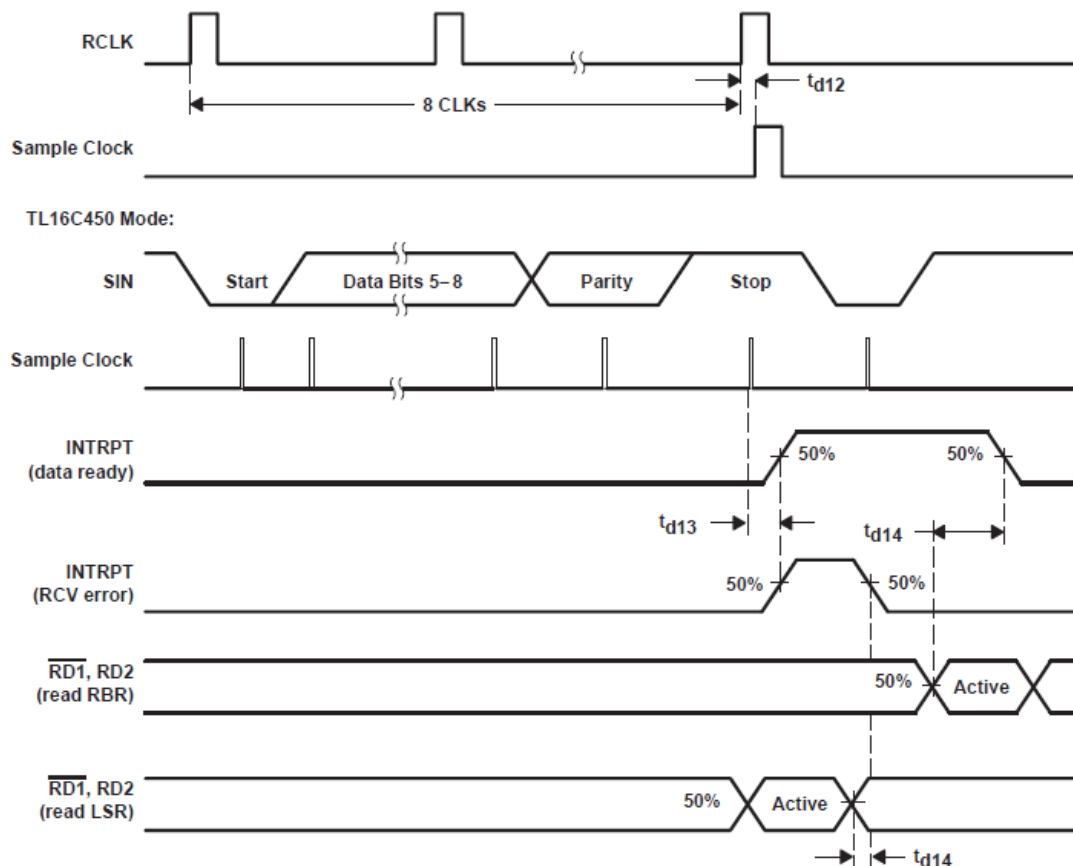 RCLK
td12
8 CLKs
Sample Clock
TL16C450 Mode:
SIN
Start
Data Bits 5–8
Parity
Stop
Sample Clock
INTRPT
(data ready)
50%
50%
td13
td14
INTRPT
(RCV error)
50%
50%
RD1, RD2
(read RBR)
50%
Active
RD1, RD2
(read LSR)
50%
Active
td14